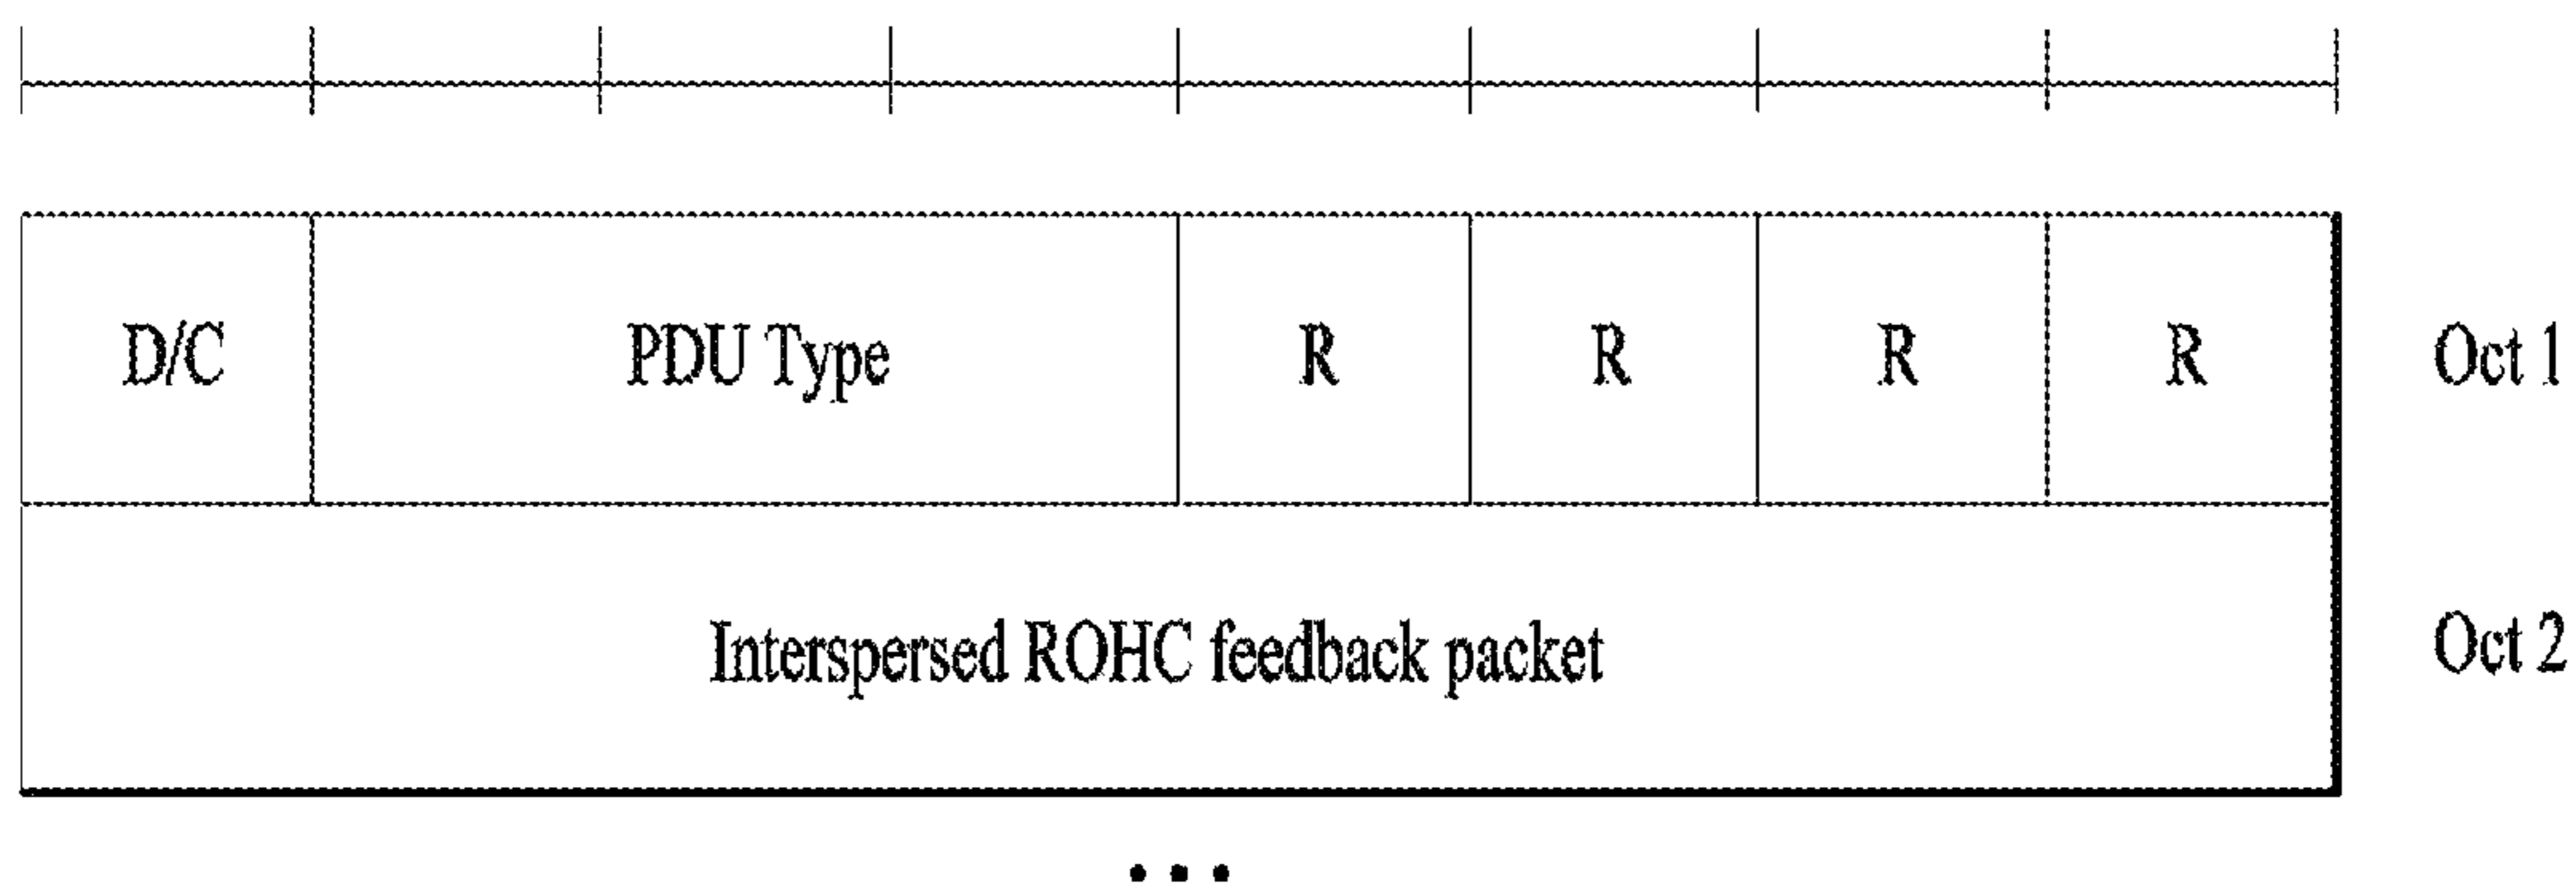 D/C PDU Type R R R R Oct 1
Interspersed ROHC feedback packet Oct 2
...